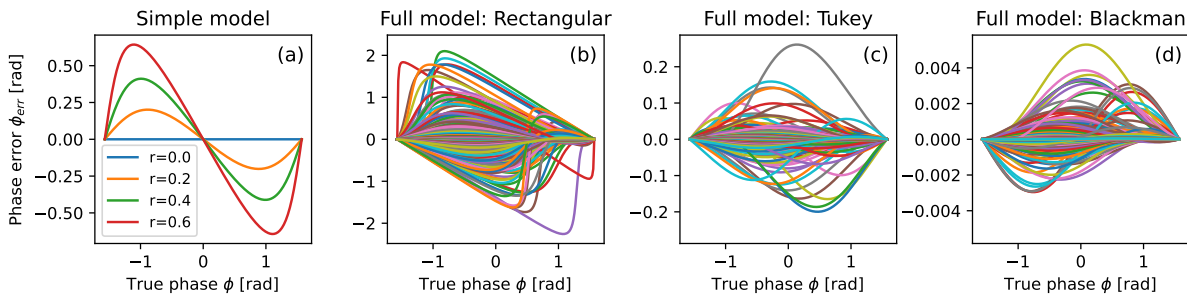 Simple model
Full model: Rectangular
Full model: Tukey
Full model: Blackman
(a)
(b)
(c)
(d)
Phase error ϕerr [rad]
0.50
0.25
0.00
−0.25
−0.50
r=0.0
r=0.2
r=0.4
r=0.6
2
1
0
−1
−2
0.2
0.1
0.0
−0.1
−0.2
0.004
0.002
0.000
−0.002
−0.004
−1 0 1
−1 0 1
−1 0 1
−1 0 1
True phase ϕ [rad]
True phase ϕ [rad]
True phase ϕ [rad]
True phase ϕ [rad]